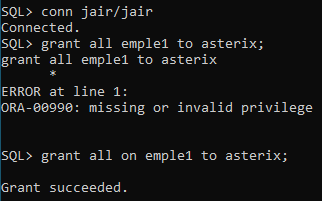 SQL> conn jair/jair
Connected.
SQL> grant all emple1 to asterix;
grant all emple1 to asterix
*
ERROR at line 1:
ORA-00990: missing or invalid privilege
SQL> grant all on emple1 to asterix;
Grant succeeded.